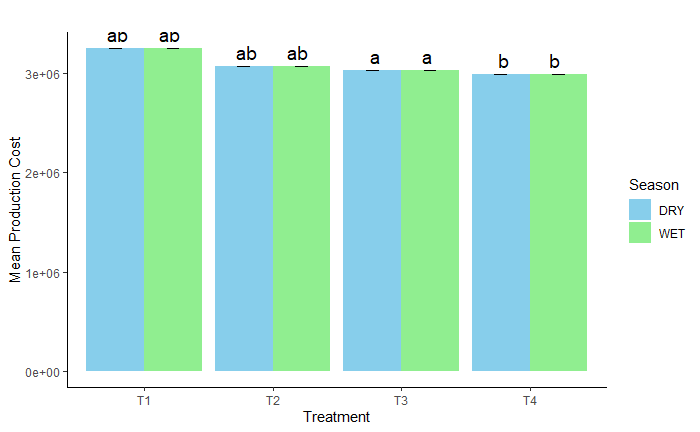 ab ab
ab ab
a a
b b
3e+06
2e+06
1e+06
0e+00
Mean Production Cost
T1 T2 T3 T4
Treatment
Season
DRY
WET